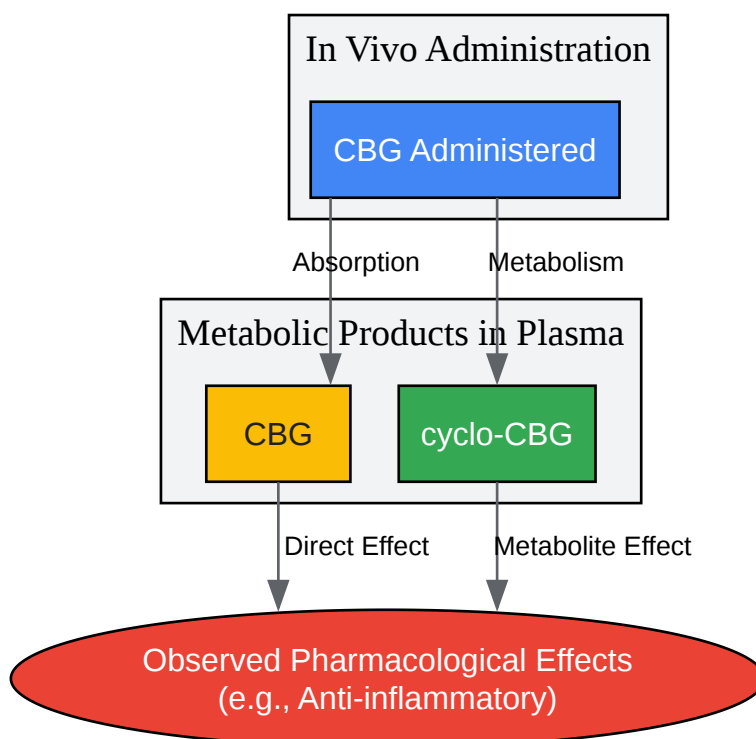 In Vivo Administration
CBG Administered
Absorption
Metabolism
Metabolic Products in Plasma
CBG
cyclo-CBG
Direct Effect
Metabolite Effect
Observed Pharmacological Effects
(e.g., Anti-inflammatory)